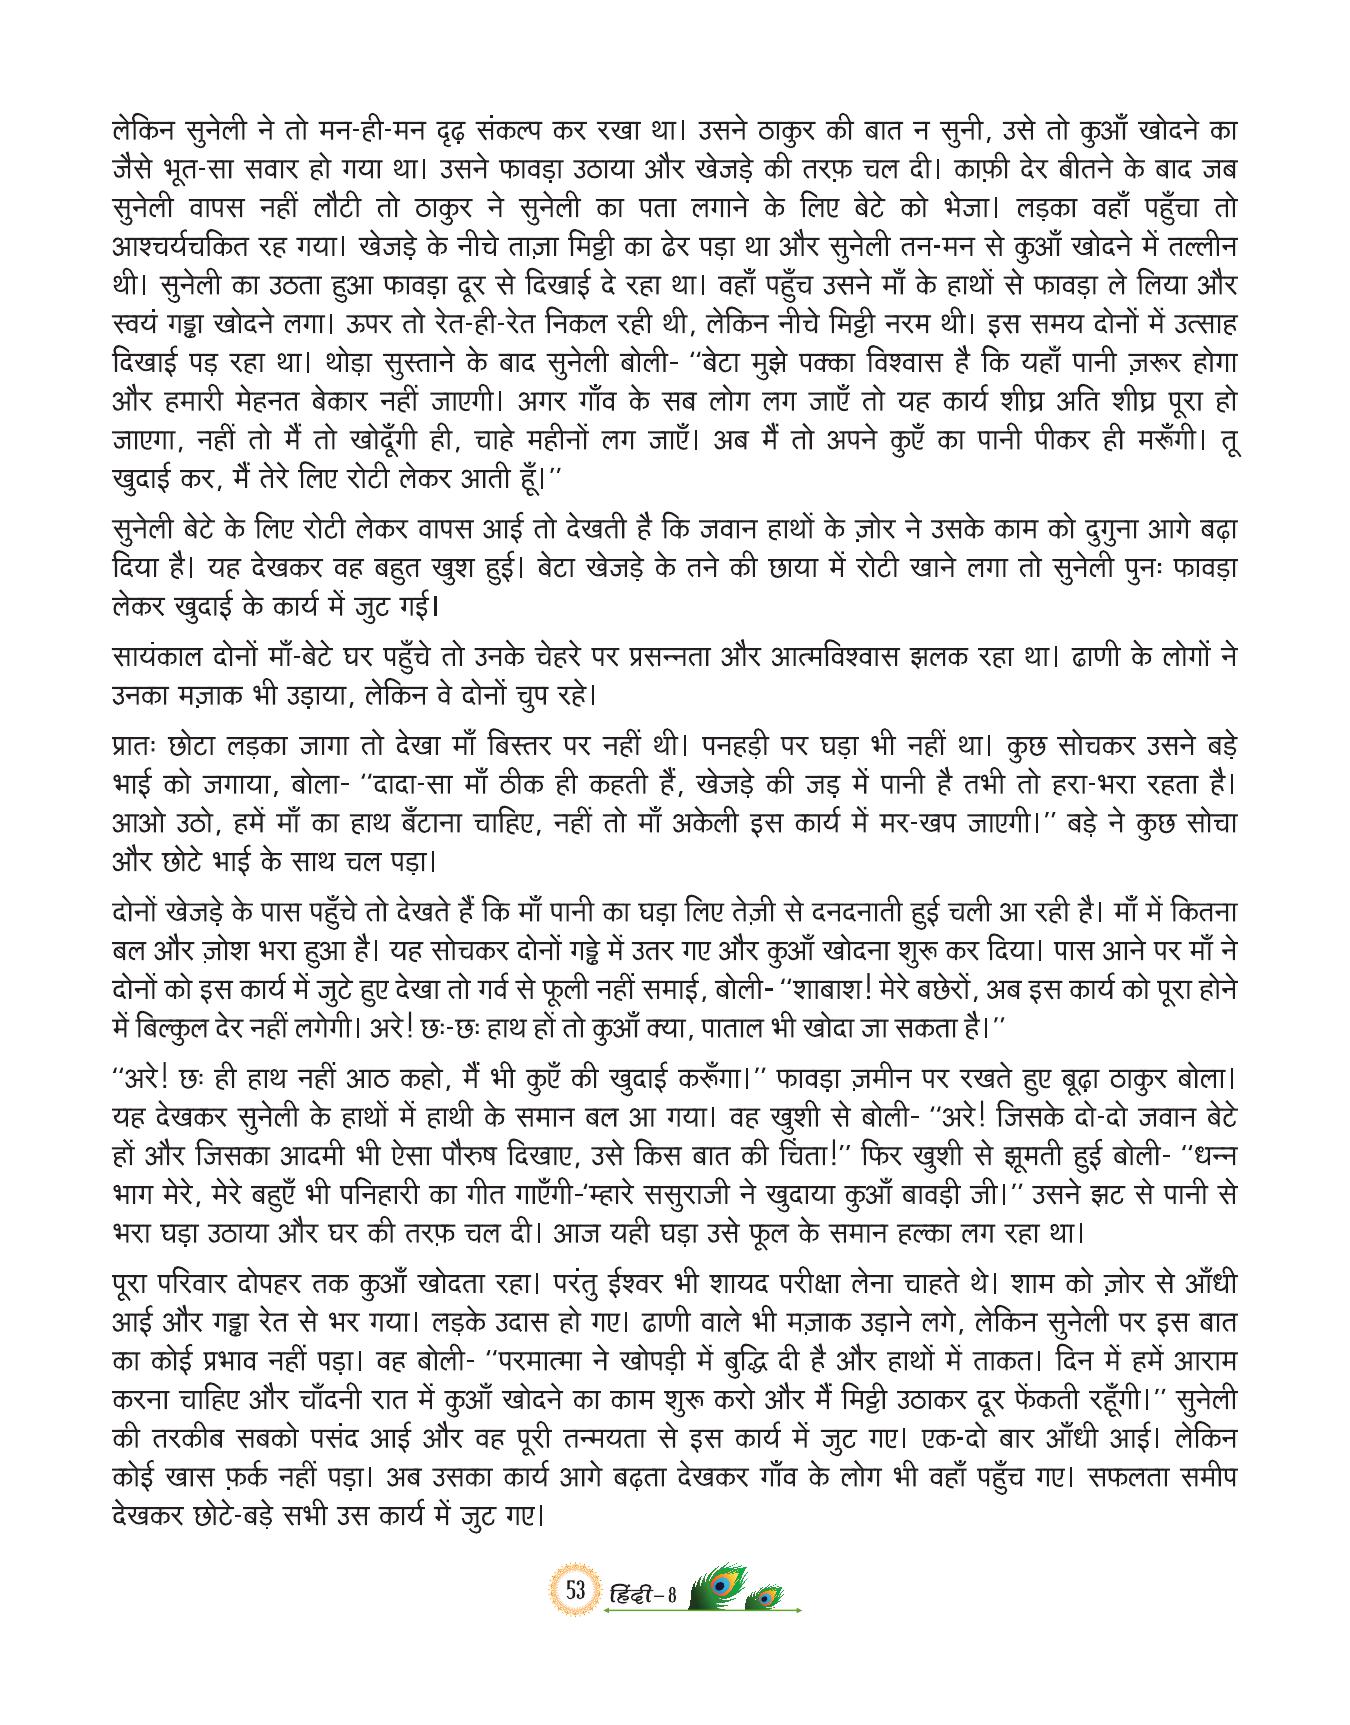 लेकिन सुनेली ने तो मन-ही-मन दृढ़ संकल्प कर रखा था। उसने ठाकुर की बात न सुनी, उसे तो कुआँ खोदने का
जैसे भूत-सा सवार हो गया था। उसने फावड़ा उठाया और खेजड़े की तरफ़ चल दी। काफ़ी देर बीतने के बाद जब
सुनेली वापस नहीं लौटी तो ठाकुर ने सुनेली का पता लगाने के लिए बेटे को भेजा। लड़का वहाँ पहुँचा तो
आश्चर्यचकित रह गया। खेजड़े के नीचे ताज़ा मिट्टी का ढेर पड़ा था और सुनेली तन-मन से कुआँ खोदने में तल्लीन
थी। सुनेली का उठता हुआ फावड़ा दूर से दिखाई दे रहा था। वहाँ पहुँच उसने माँ के हाथों से फावड़ा ले लिया और
स्वयं गड्ढा खोदने लगा। ऊपर तो रेत-ही-रेत निकल रही थी, लेकिन नीचे मिट्टी नरम थी। इस समय दोनों में उत्साह
दिखाई पड़ रहा था। थोड़ा सुस्ताने के बाद सुनेली बोली- ‘‘बेटा मुझे पक्का विश्वास है कि यहाँ पानी ज़रूर होगा
और हमारी मेहनत बेकार नहीं जाएगी। अगर गाँव के सब लोग लग जाएँ तो यह कार्य शीघ्र अति शीघ्र पूरा हो
जाएगा, नहीं तो मैं तो खोदूँगी ही, चाहे महीनों लग जाएँ। अब मैं तो अपने कुएँ का पानी पीकर ही मरूँगी। तू
खुदाई कर, मैं तेरे लिए रोटी लेकर आती हूँ।’’
सुनेली बेटे के लिए रोटी लेकर वापस आई तो देखती है कि जवान हाथों के ज़ोर ने उसके काम को दुगुना आगे बढ़ा
दिया है। यह देखकर वह बहुत खुश हुई। बेटा खेजड़े के तने की छाया में रोटी खाने लगा तो सुनेली पुनः फावड़ा
लेकर खुदाई के कार्य में जुट गई।
सायंकाल दोनों माँ-बेटे घर पहुँचे तो उनके चेहरे पर प्रसन्नता और आत्मविश्वास झलक रहा था। ढाणी के लोगों ने
उनका मज़ाक भी उड़ाया, लेकिन वे दोनों चुप रहे।
प्रातः छोटा लड़का जागा तो देखा माँ बिस्तर पर नहीं थी। पनहड़ी पर घड़ा भी नहीं था। कुछ सोचकर उसने बड़े
भाई को जगाया, बोला- ‘‘दादा-सा माँ ठीक ही कहती हैं, खेजड़े की जड़ में पानी है तभी तो हरा-भरा रहता है।
आओ उठो, हमें माँ का हाथ बँटाना चाहिए, नहीं तो माँ अकेली इस कार्य में मर-खप जाएगी।’’ बड़े ने कुछ सोचा
और छोटे भाई के साथ चल पड़ा।
दोनों खेजड़े के पास पहुँचे तो देखते हैं कि माँ पानी का घड़ा लिए तेज़ी से दनदनाती हुई चली आ रही है। माँ में कितना
बल और ज़ोश भरा हुआ है। यह सोचकर दोनों गड्ढे में उतर गए और कुआँ खोदना शुरू कर दिया। पास आने पर माँ ने
दोनों को इस कार्य में जुटे हुए देखा तो गर्व से फूली नहीं समाई, बोली- ‘‘शाबाश! मेरे बछेरों, अब इस कार्य को पूरा होने
में बिल्कुल देर नहीं लगेगी। अरे! छः-छः हाथ हों तो कुआँ क्या, पाताल भी खोदा जा सकता है।’’
‘‘अरे! छः ही हाथ नहीं आठ कहो, मैं भी कुएँ की खुदाई करूँगा।’’ फावड़ा ज़मीन पर रखते हुए बूढ़ा ठाकुर बोला।
यह देखकर सुनेली के हाथों में हाथी के समान बल आ गया। वह खुशी से बोली- ‘‘अरे! जिसके दो-दो जवान बेटे
हों और जिसका आदमी भी ऐसा पौरुष दिखाए, उसे किस बात की चिंता!’’ फिर खुशी से झूमती हुई बोली- ‘‘धन्न
भाग मेरे, मेरे बहुएँ भी पनिहारी का गीत गाएँगी-‘म्हारे ससुराजी ने खुदाया कुआँ बावड़ी जी।’’ उसने झट से पानी से
भरा घड़ा उठाया और घर की तरफ़ चल दी। आज यही घड़ा उसे फूल के समान हल्का लग रहा था।
पूरा परिवार दोपहर तक कुआँ खोदता रहा। परंतु ईश्वर भी शायद परीक्षा लेना चाहते थे। शाम को ज़ोर से आँधी
आई और गड्ढा रेत से भर गया। लड़के उदास हो गए। ढाणी वाले भी मज़ाक उड़ाने लगे, लेकिन सुनेली पर इस बात
का कोई प्रभाव नहीं पड़ा। वह बोली- ‘‘परमात्मा ने खोपड़ी में बुद्धि दी है और हाथों में ताकत। दिन में हमें आराम
करना चाहिए और चाँदनी रात में कुआँ खोदने का काम शुरू करो और मैं मिट्टी उठाकर दूर फेंकती रहूँगी।’’ सुनेली
की तरकीब सबको पसंद आई और वह पूरी तन्मयता से इस कार्य में जुट गए। एक-दो बार आँधी आई। लेकिन
कोई खास फ़र्क नहीं पड़ा। अब उसका कार्य आगे बढ़ता देखकर गाँव के लोग भी वहाँ पहुँच गए। सफलता समीप
देखकर छोटे-बड़े सभी उस कार्य में जुट गए।
53 हिंदी–8